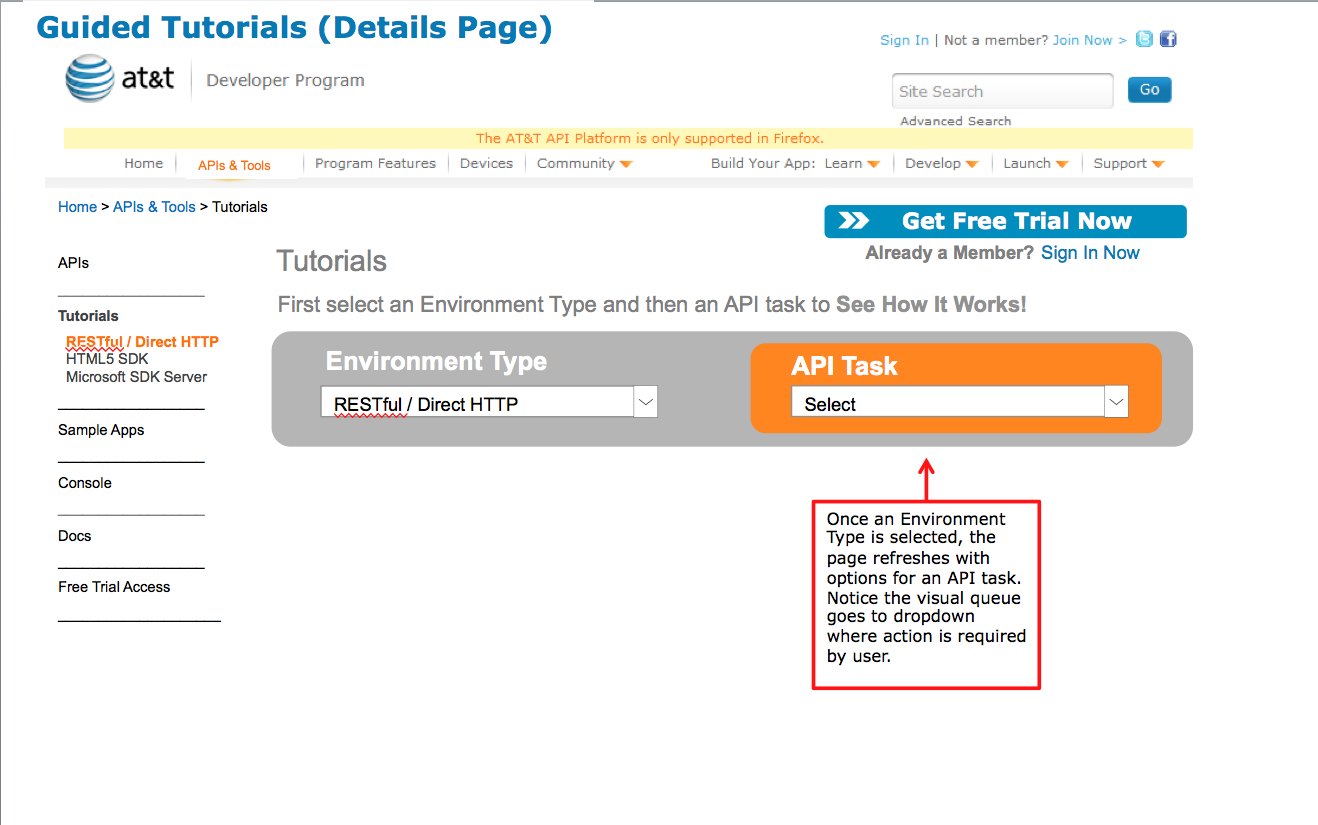 Guided Tutorials (Details Page)
Sign In | Not a member? Join Now >
at&t Developer Program
Site Search
Go
Advanced Search
The AT&T API Platform is only supported in Firefox.
Home APIs & Tools Program Features Devices Community Build Your App: Learn Develop Launch Support
Home > APIs & Tools > Tutorials
Get Free Trial Now
Already a Member? Sign In Now
APIs
Tutorials
RESTful / Direct HTTP
HTML5 SDK
Microsoft SDK Server
Sample Apps
Console
Docs
Free Trial Access
Tutorials
First select an Environment Type and then an API task to See How It Works!
Environment Type
RESTful / Direct HTTP
API Task
Select
Once an Environment
Type is selected, the
page refreshes with
options for an API task.
Notice the visual queue
goes to dropdown
where action is required
by user.